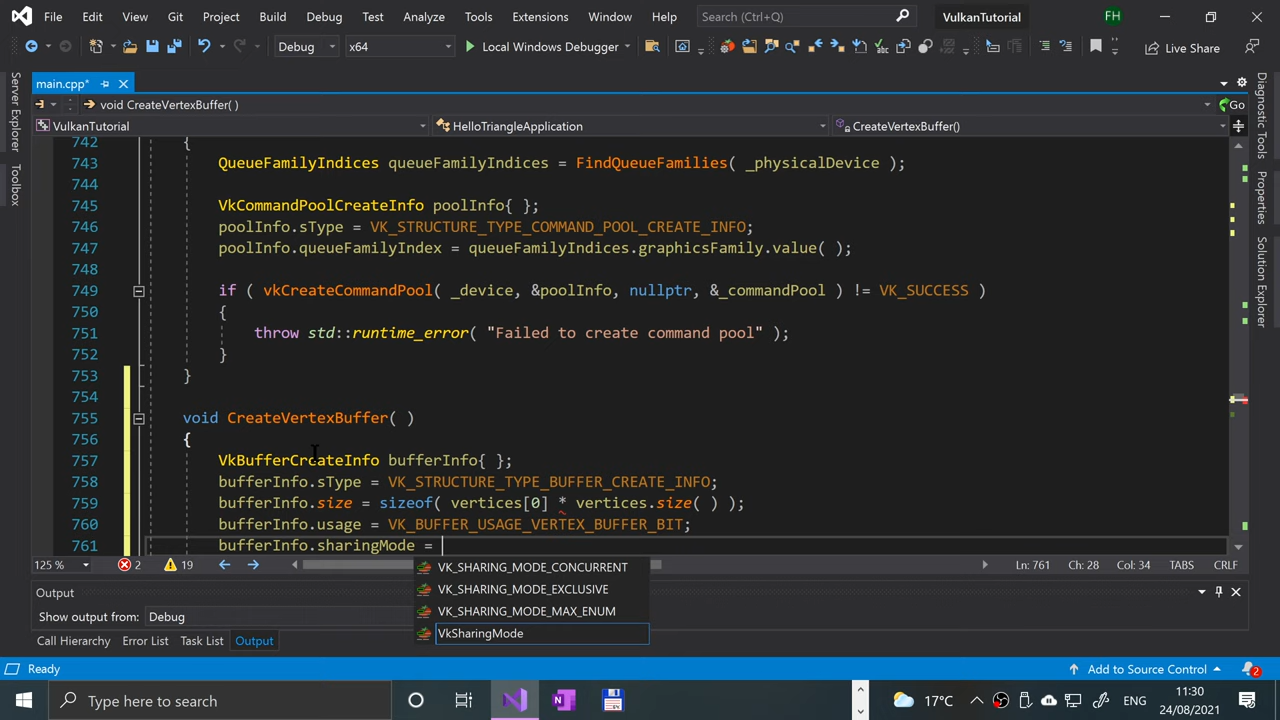 File Edit View Git Project Build Debug Test Analyze Tools Extensions Window Help Search (Ctrl+Q) VulkanTutorial FH
Debug x64 Local Windows Debugger Live Share
main.cpp*
void CreateVertexBuffer( ) Go
VulkanTutorial HelloTriangleApplication CreateVertexBuffer()
742 {
743 QueueFamilyIndices queueFamilyIndices = FindQueueFamilies( _physicalDevice );
744
745 VkCommandPoolCreateInfo poolInfo{ };
746 poolInfo.sType = VK_STRUCTURE_TYPE_COMMAND_POOL_CREATE_INFO;
747 poolInfo.queueFamilyIndex = queueFamilyIndices.graphicsFamily.value( );
748
749 if ( vkCreateCommandPool( _device, &poolInfo, nullptr, &_commandPool ) != VK_SUCCESS )
750 {
751 throw std::runtime_error( "Failed to create command pool" );
752 }
753 }
754
755 void CreateVertexBuffer( )
756 {
757 VkBufferCreateInfo bufferInfo{ };
758 bufferInfo.sType = VK_STRUCTURE_TYPE_BUFFER_CREATE_INFO;
759 bufferInfo.size = sizeof( vertices[0] * vertices.size( ) );
760 bufferInfo.usage = VK_BUFFER_USAGE_VERTEX_BUFFER_BIT;
761 bufferInfo.sharingMode =
VK_SHARING_MODE_CONCURRENT
VK_SHARING_MODE_EXCLUSIVE
VK_SHARING_MODE_MAX_ENUM
VkSharingMode
125 % 2 19 Ln: 761 Ch: 28 Col: 34 TABS CRLF
Output
Show output from: Debug
Call Hierarchy Error List Task List Output
Ready Add to Source Control 2
Type here to search 17°C ENG 11:30 24/08/2021
Server Explorer
Toolbox
Diagnostic Tools
Properties
Solution Explorer